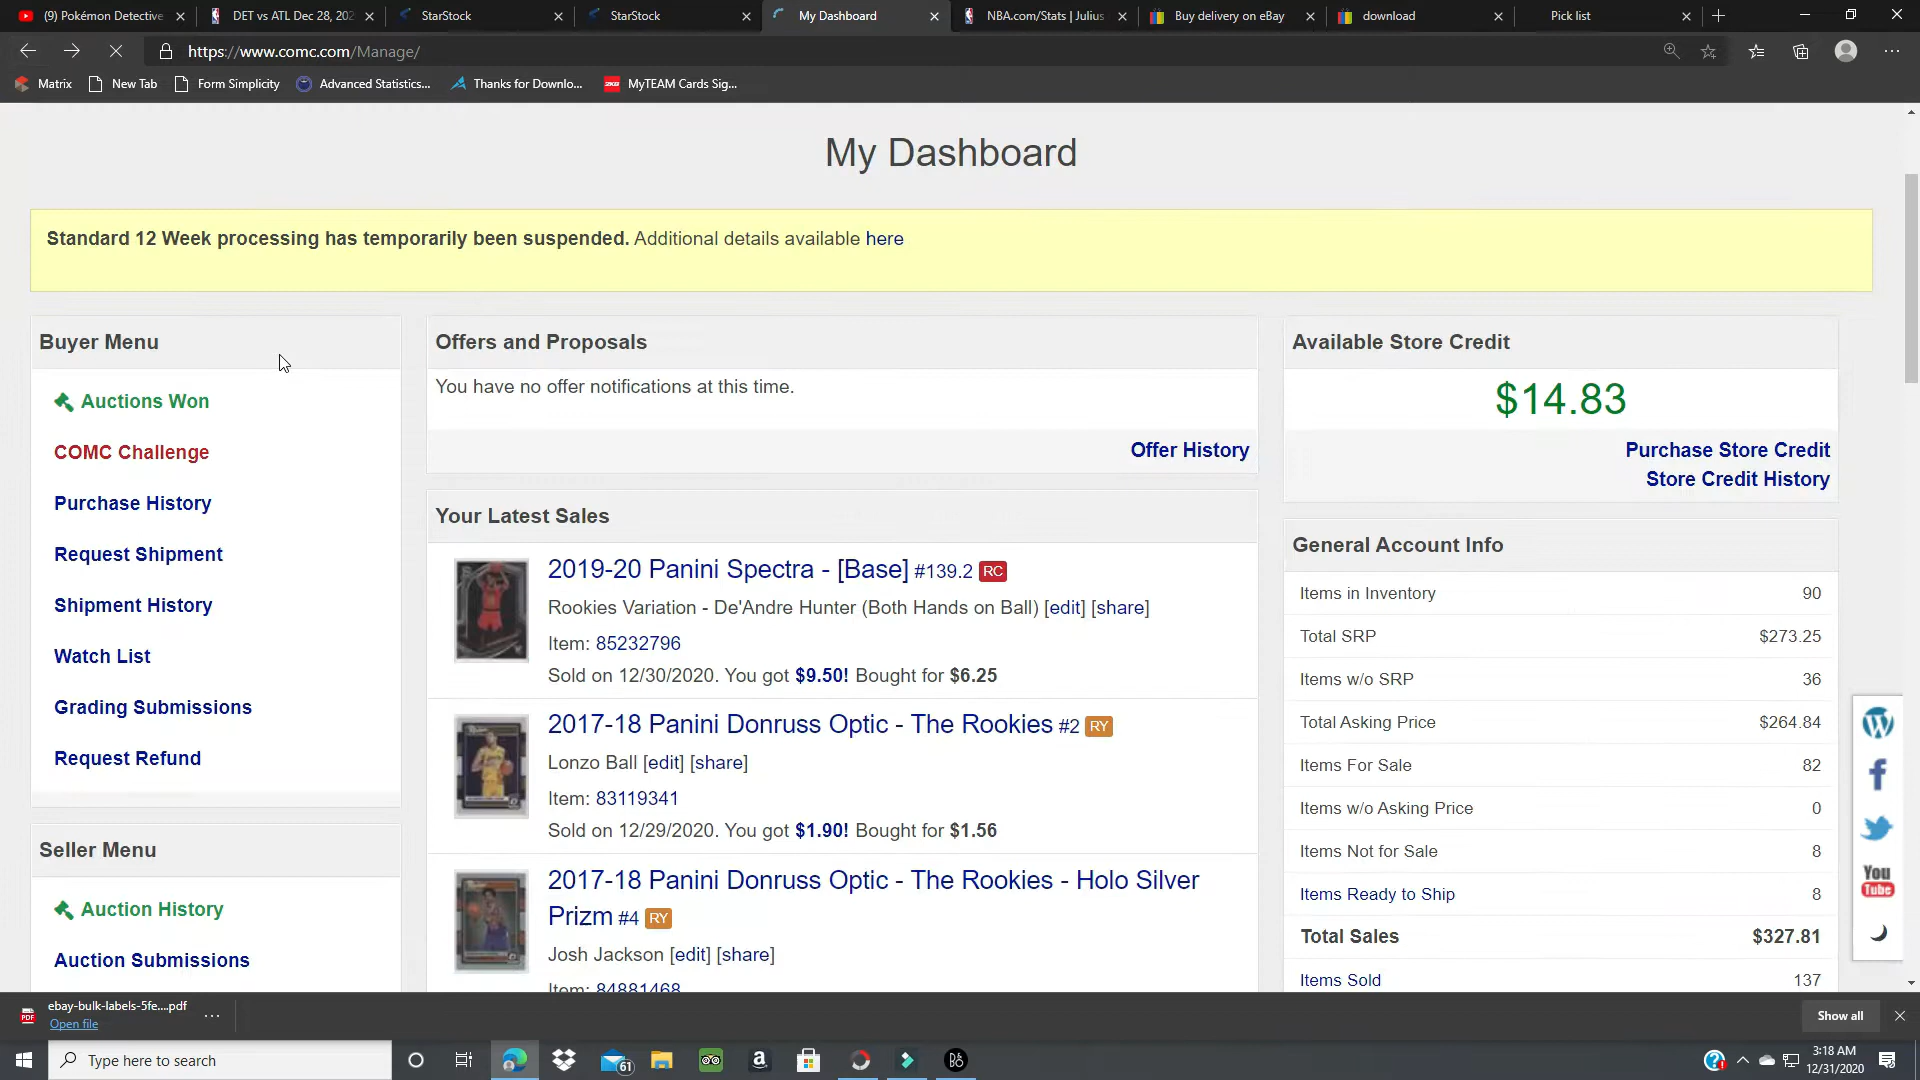 (9) Pokémon Detective
DET vs ATL Dec 28, 202
StarStock
StarStock
My Dashboard
NBA.com/Stats | Julius
Buy delivery on eBay
download
Pick list
https://www.comc.com/Manage/
Matrix
New Tab
Form Simplicity
Advanced Statistics...
Thanks for Downlo...
MyTEAM Cards Sig...
My Dashboard
Standard 12 Week processing has temporarily been suspended. Additional details available here
Buyer Menu
Auctions Won
COMC Challenge
Purchase History
Request Shipment
Shipment History
Watch List
Grading Submissions
Request Refund
Seller Menu
Auction History
Auction Submissions
Offers and Proposals
You have no offer notifications at this time.
Offer History
Your Latest Sales
2019-20 Panini Spectra - [Base] #139.2 RC
Rookies Variation - De'Andre Hunter (Both Hands on Ball) [edit] [share]
Item: 85232796
Sold on 12/30/2020. You got $9.50! Bought for $6.25
2017-18 Panini Donruss Optic - The Rookies #2 RY
Lonzo Ball [edit] [share]
Item: 83119341
Sold on 12/29/2020. You got $1.90! Bought for $1.56
2017-18 Panini Donruss Optic - The Rookies - Holo Silver
Prizm #4 RY
Josh Jackson [edit] [share]
Item: 84881468
Available Store Credit
$14.83
Purchase Store Credit
Store Credit History
General Account Info
Items in Inventory 90
Total SRP $273.25
Items w/o SRP 36
Total Asking Price $264.84
Items For Sale 82
Items w/o Asking Price 0
Items Not for Sale 8
Items Ready to Ship 8
Total Sales $327.81
Items Sold 137
You
Tube
ebay-bulk-labels-5fe....pdf
Open file
Show all
Type here to search
61
3:18 AM
12/31/2020